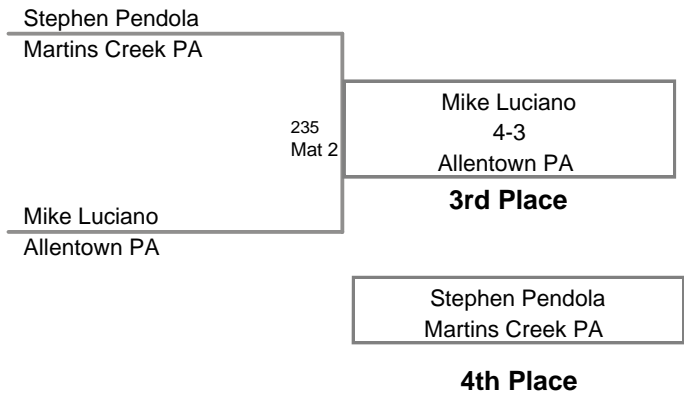 Stephen Pendola
Martins Creek PA
235
Mat 2
Mike Luciano
4-3
Allentown PA
3rd Place
Mike Luciano
Allentown PA
Stephen Pendola
Martins Creek PA
4th Place